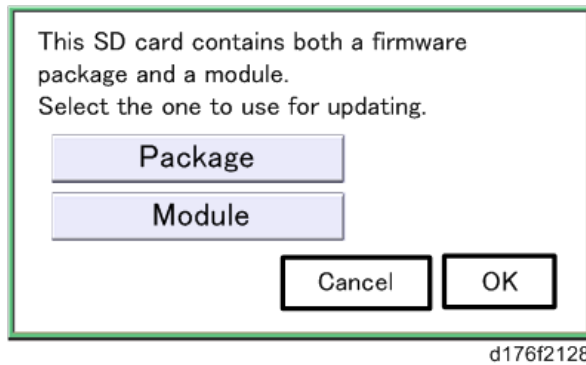 This SD card contains both a firmware
package and a module.
Select the one to use for updating.
Package
Module
Cancel OK
d176f2128